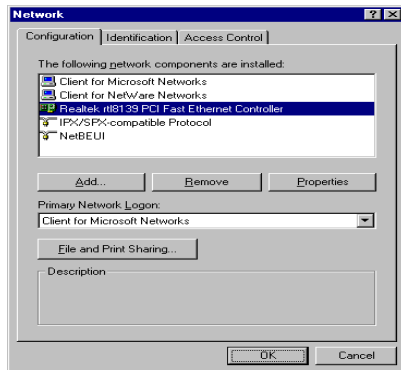 Network
Configuration Identification Access Control
The following network components are installed:
Client for Microsoft Networks
Client for NetWare Networks
Realtek rtl8139 PCI Fast Ethernet Controller
IPX/SPX-compatible Protocol
NetBEUI
Add... Remove Properties
Primary Network Logon:
Client for Microsoft Networks
File and Print Sharing...
Description
OK Cancel